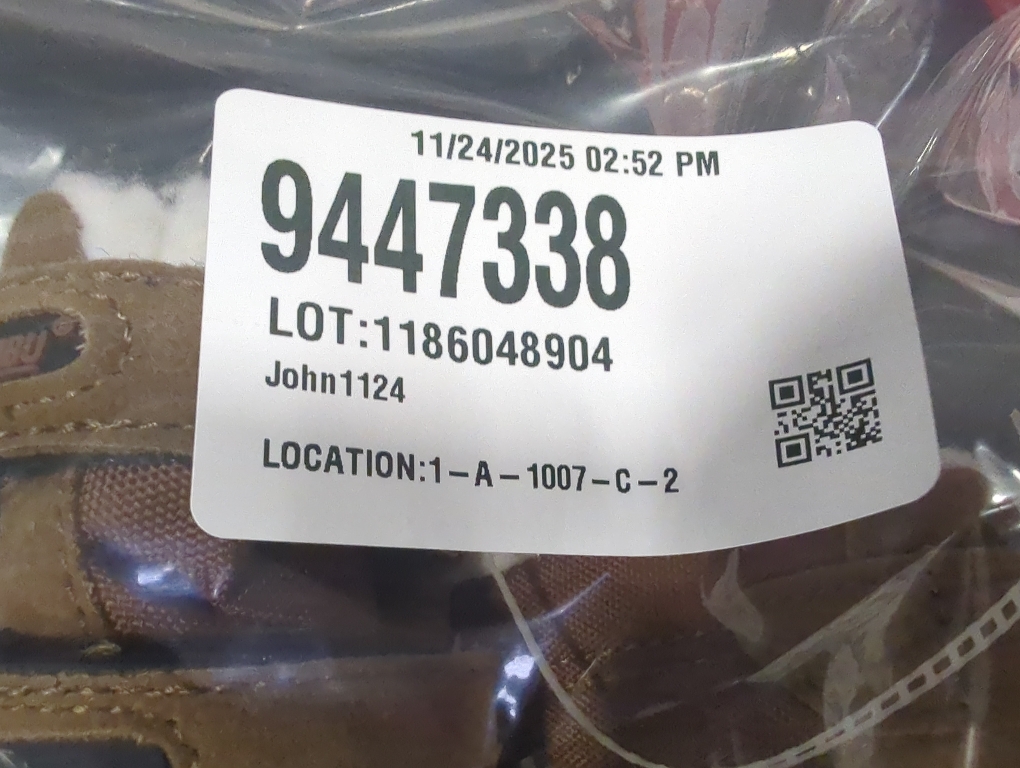 11/24/2025 02:52 PM
9447338
LOT:1186048904
John1124
LOCATION:1-A-1007-C-2